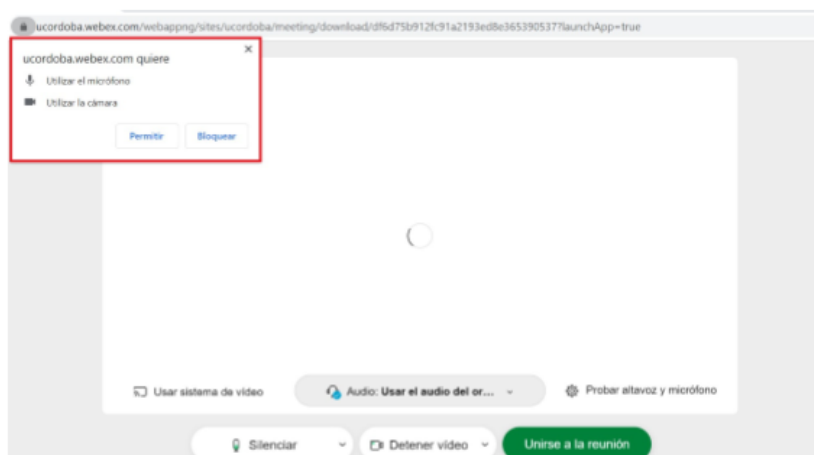 ucordoba.webex.com/webappng/sites/ucordoba/meeting/download/df6d75b912fc91a2193ed8e365390537?launchApp=true
ucordoba.webex.com quiere
Utilizar el micrófono
Utilizar la cámara
Permitir Bloquear
Usar sistema de vídeo Audio: Usar el audio del or... Probar altavoz y micrófono
Silenciar Detener vídeo Unirse a la reunión